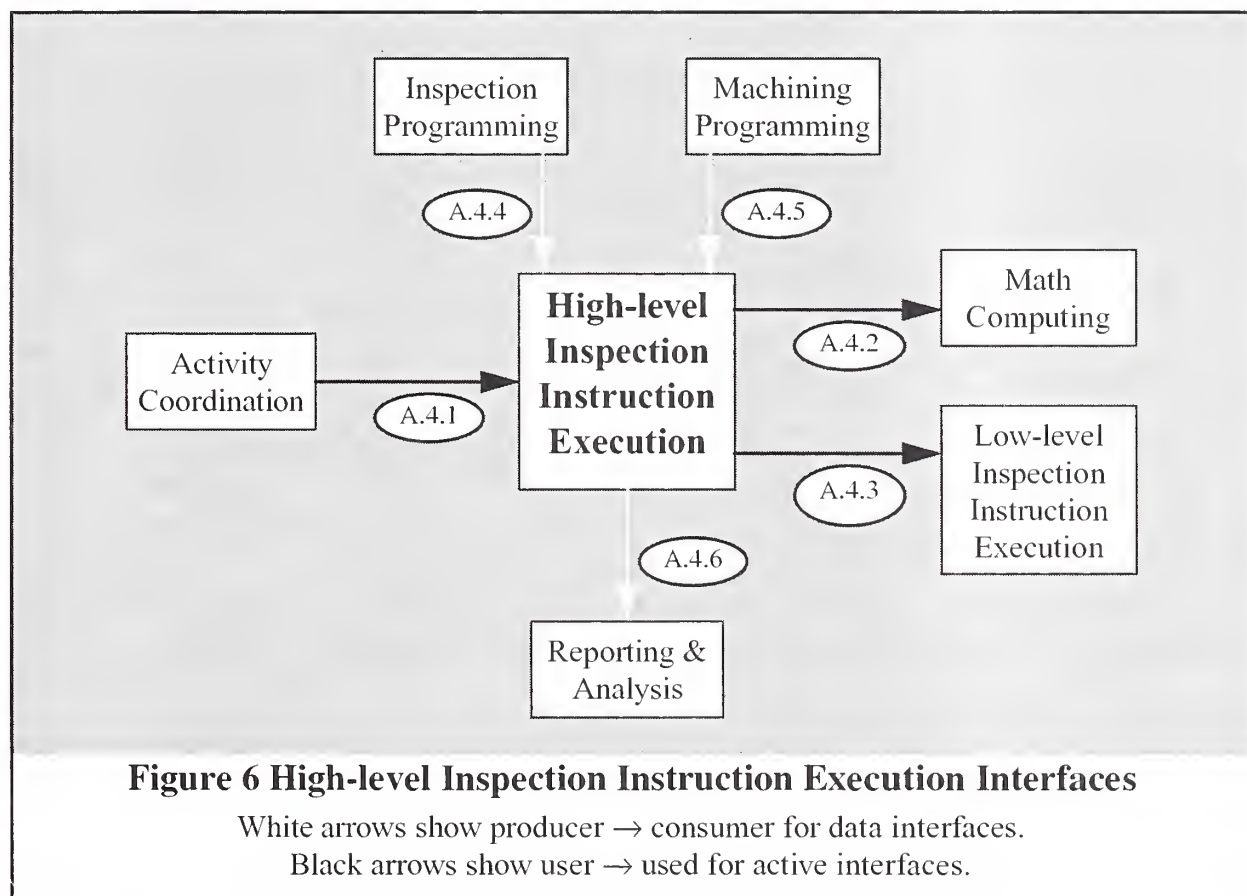 Inspection
Programming
Machining
Programming
A.4.4
A.4.5
High-level
Inspection
Instruction
Execution
Math
Computing
A.4.2
Activity
Coordination
A.4.1
Low-level
Inspection
Instruction
Execution
A.4.3
A.4.6
Reporting &
Analysis
Figure 6 High-level Inspection Instruction Execution Interfaces
White arrows show producer → consumer for data interfaces.
Black arrows show user → used for active interfaces.